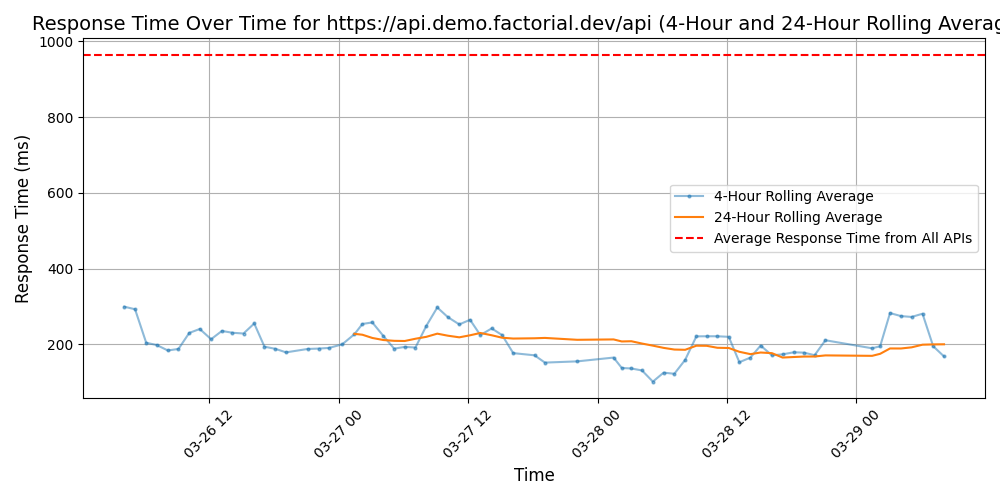 Response Time Over Time for https://api.demo.factorial.dev/api (4-Hour and 24-Hour Rolling
1000
800
600
400
200
Response Time (ms)
4-Hour Rolling Average
24-Hour Rolling Average
Average Response Time from All APIs
03-26 12
03-27 00
03-27 12
03-28 00
03-28 12
03-29 00
Time